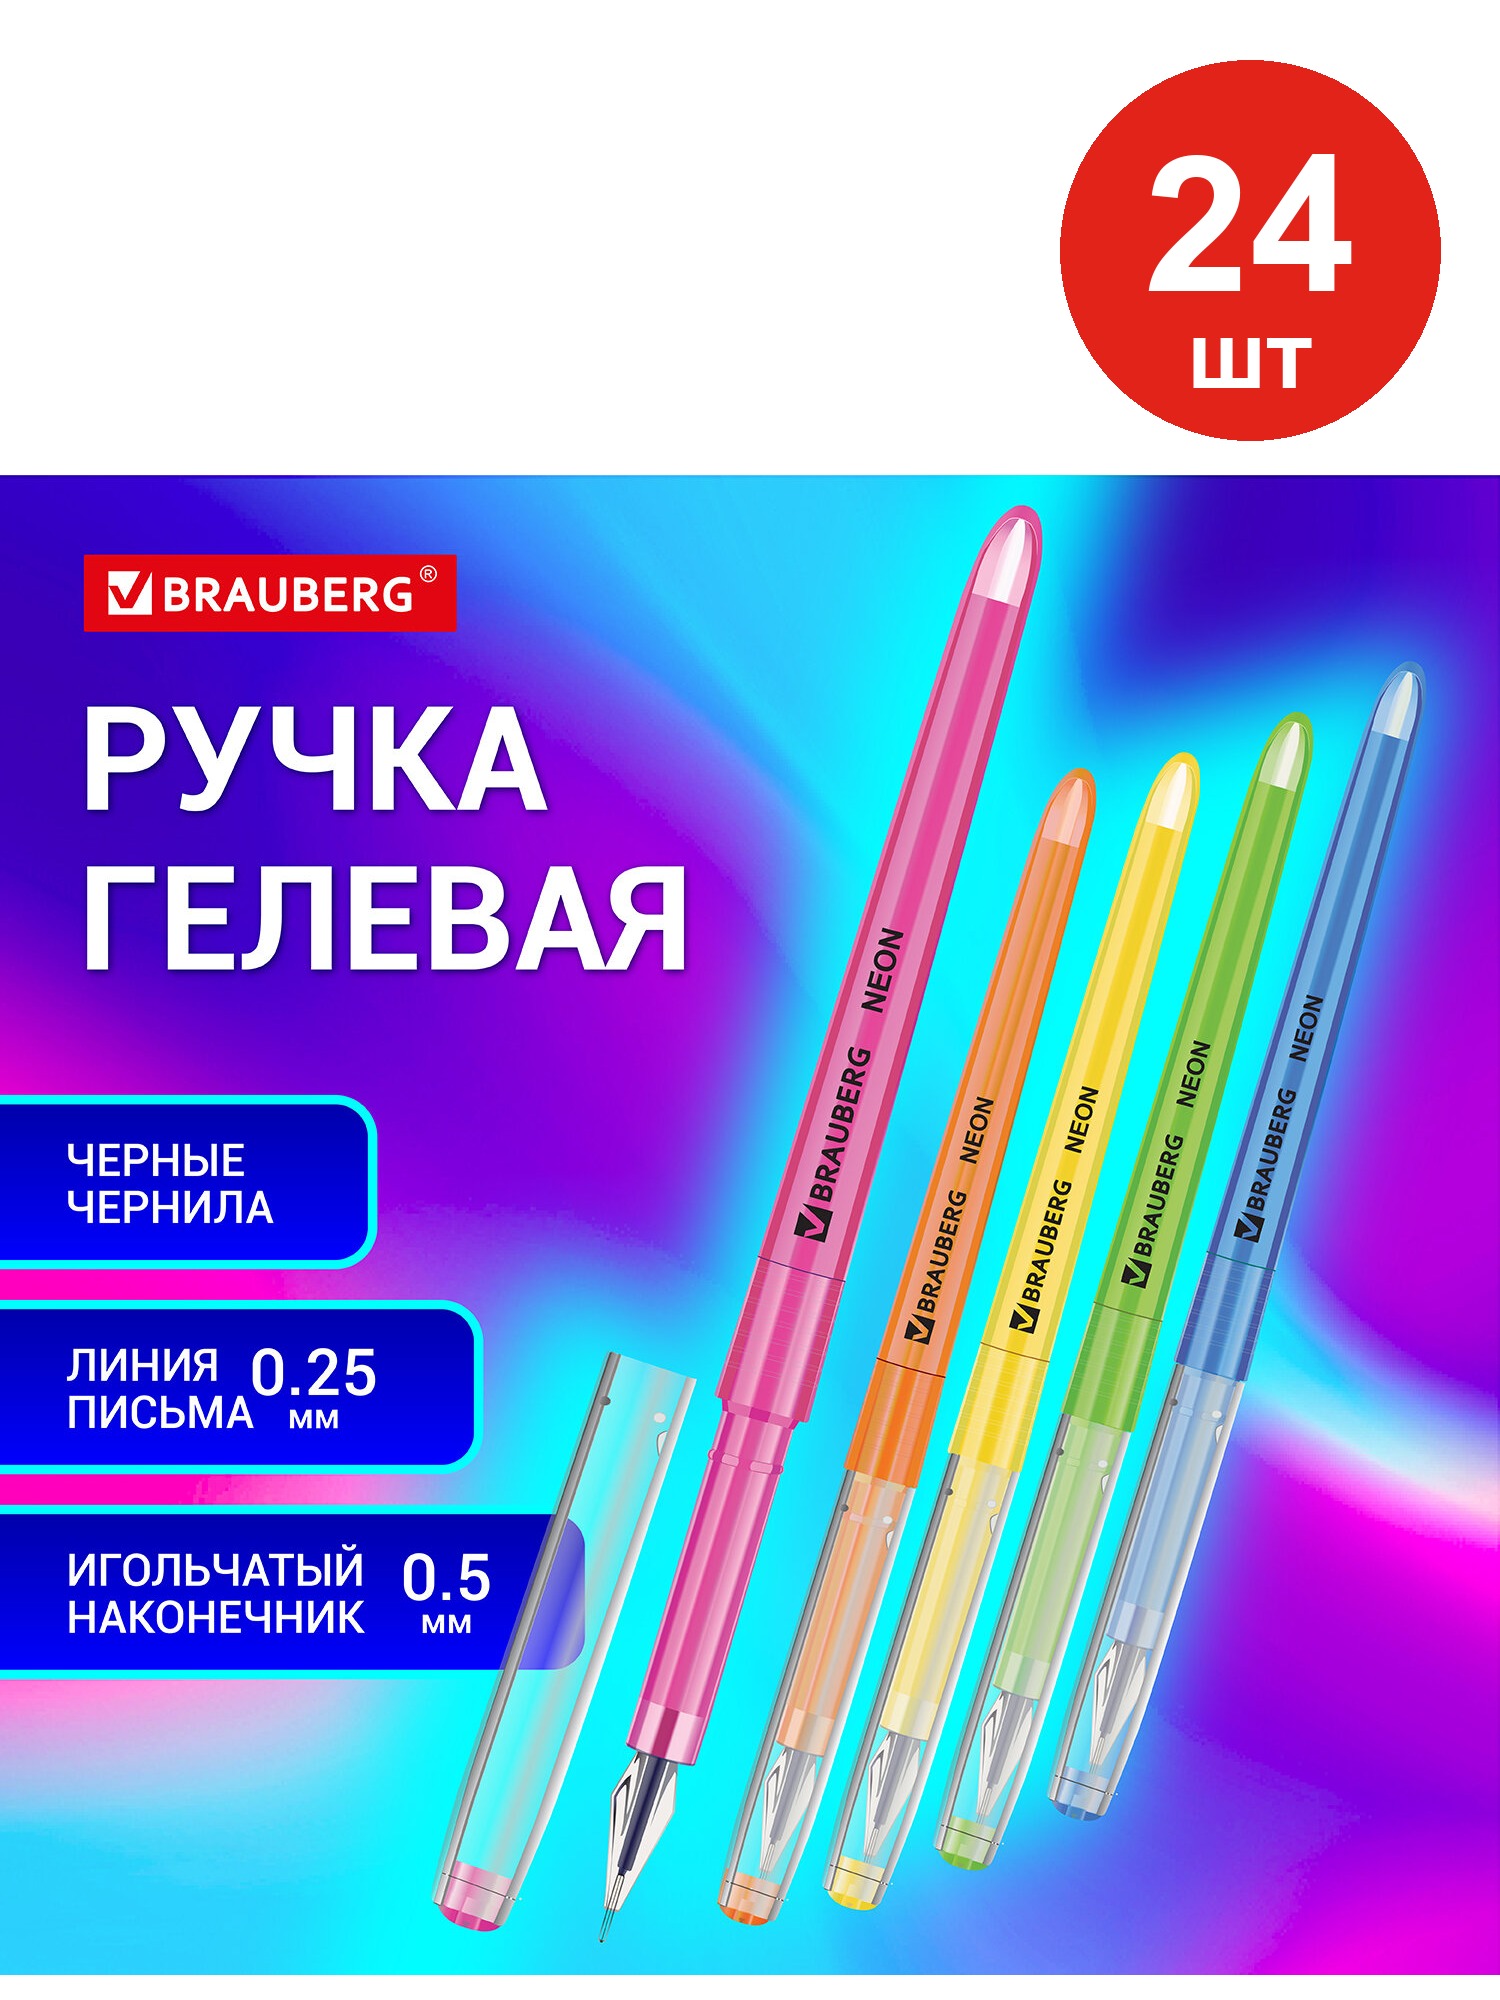 24
шт
BRAUBERG®
РУЧКА
ГЕЛЕВАЯ
ЧЕРНЫЕ
ЧЕРНИЛА
ЛИНИЯ
ПИСЬМА
0.25
мм
ИГОЛЬЧАТЫЙ
НАКОНЕЧНИК
0.5
мм
BRAUBERG NEON
BRAUBERG NEON
BRAUBERG NEON
BRAUBERG NEON
BRAUBERG NEON